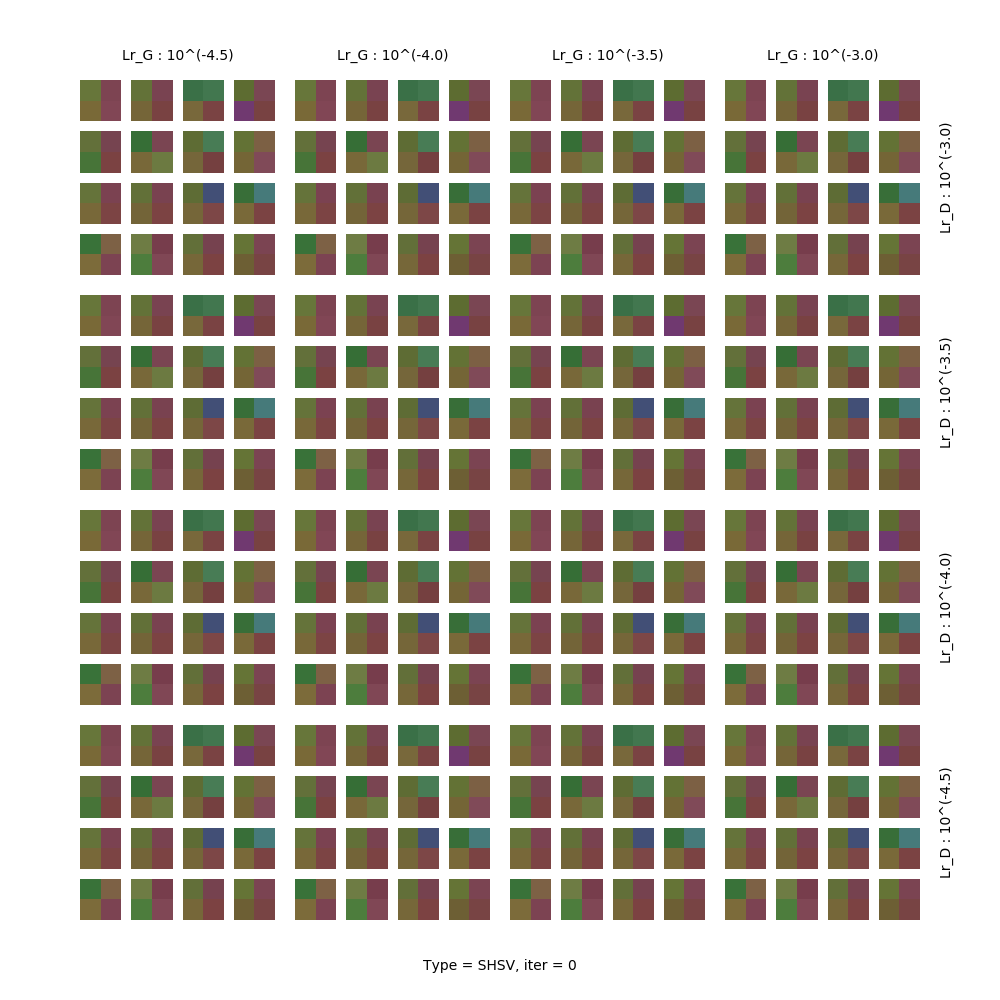 Lr_G : 10^(-4.5)
Lr_G : 10^(-4.0)
Lr_G : 10^(-3.5)
Lr_G : 10^(-3.0)
Lr_D : 10^(-3.0)
Lr_D : 10^(-3.5)
Lr_D : 10^(-4.0)
Lr_D : 10^(-4.5)
Type = SHSV, iter = 0